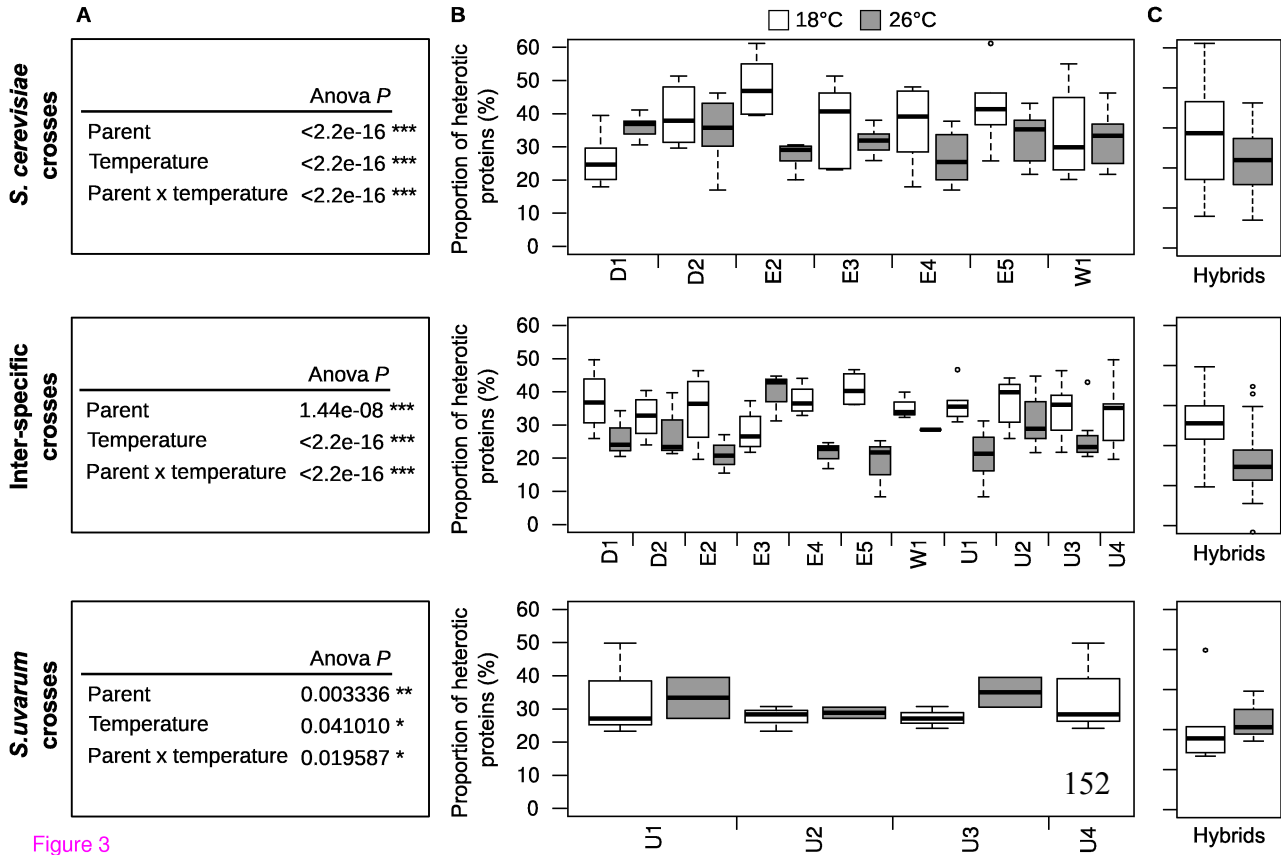 A
B
C
18°C
26°C
S. cerevisiae
crosses
Anova P
Parent <2.2e-16 ***
Temperature <2.2e-16 ***
Parent x temperature <2.2e-16 ***
Proportion of heterotic
proteins (%)
60
50
40
30
20
10
0
D1
D2
E2
E3
E4
E5
W1
Hybrids
Inter-specific
crosses
Anova P
Parent 1.44e-08 ***
Temperature <2.2e-16 ***
Parent x temperature <2.2e-16 ***
Proportion of heterotic
proteins (%)
60
50
40
30
20
10
0
D1
D2
E2
E3
E4
E5
W1
U1
U2
U3
U4
Hybrids
S.uvarum
crosses
Anova P
Parent 0.003336 **
Temperature 0.041010 *
Parent x temperature 0.019587 *
Proportion of heterotic
proteins (%)
60
50
40
30
20
10
0
152
U1
U2
U3
U4
Hybrids
Figure 3